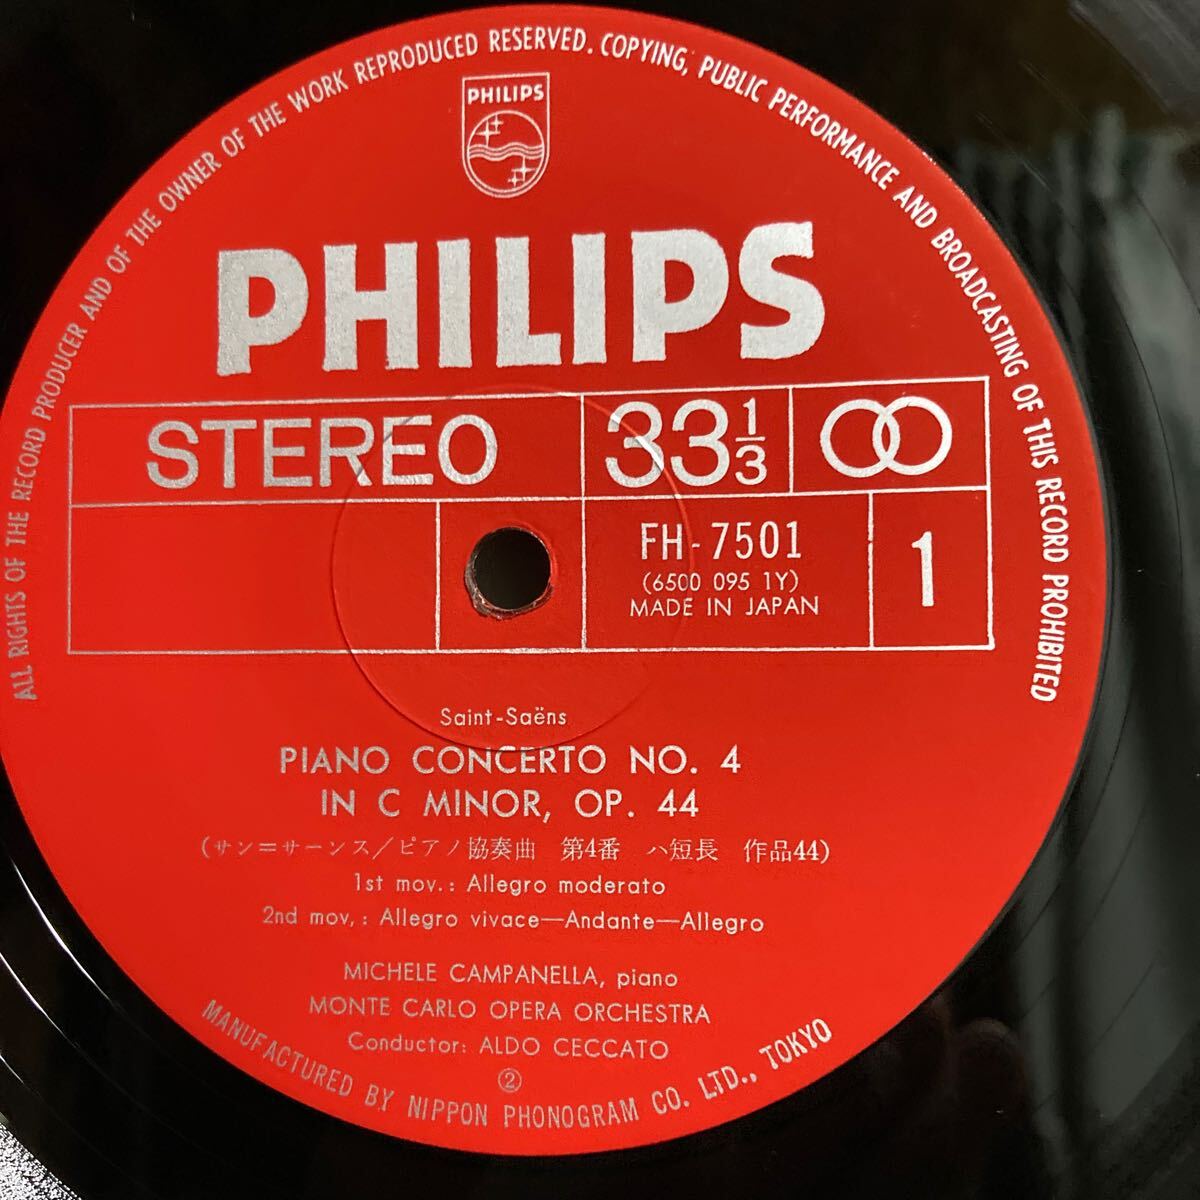 ALL RIGHTS OF THE RECORD PRODUCER AND OF THE OWNER OF THE WORK REPRODUCED RESERVED. COPYING, PUBLIC PERFORMANCE AND BROADCASTING OF THIS RECORD PROHIBITED
PHILIPS
PHILIPS
STEREO
33 1/3
FH-7501
(6500 095 1Y)
MADE IN JAPAN
1
Saint-Saëns
PIANO CONCERTO NO. 4
IN C MINOR, OP. 44
(サン=サーンス/ピアノ協奏曲 第4番 ハ短長 作品44)
1st mov.: Allegro moderato
2nd mov,: Allegro vivace—Andante—Allegro
MICHELE CAMPANELLA, piano
MONTE CARLO OPERA ORCHESTRA
Conductor: ALDO CECCATO
②
MANUFACTURED BY NIPPON PHONOGRAM CO. LTD., TOKYO